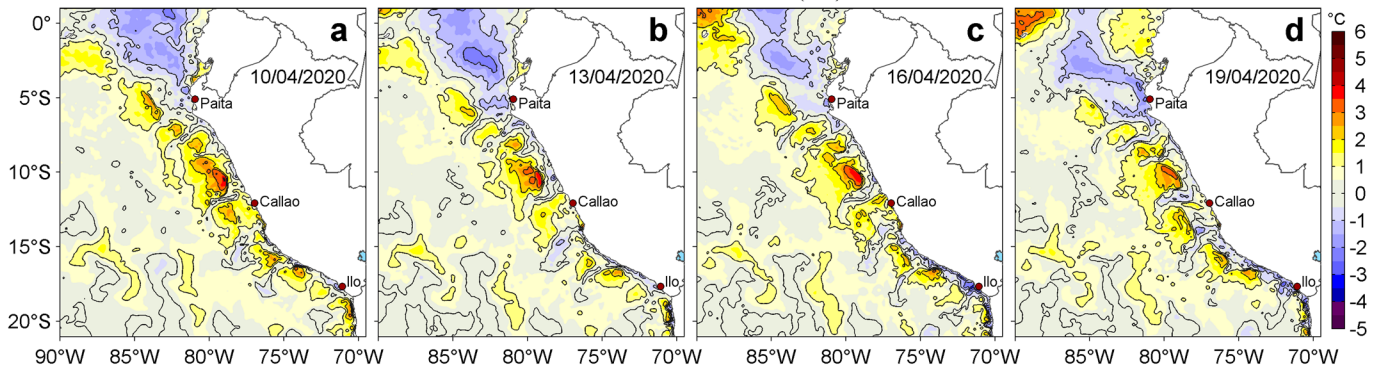 a
b
c
d
°C
0°
5°S
10°S
15°S
20°S
10/04/2020
13/04/2020
16/04/2020
19/04/2020
Paita
Callao
Ilo
Paita
Callao
Ilo
Paita
Callao
Ilo
Paita
Callao
Ilo
6
5
4
3
2
1
0
-1
-2
-3
-4
-5
90°W
85°W
80°W
75°W
70°W
85°W
80°W
75°W
70°W
85°W
80°W
75°W
70°W
85°W
80°W
75°W
70°W